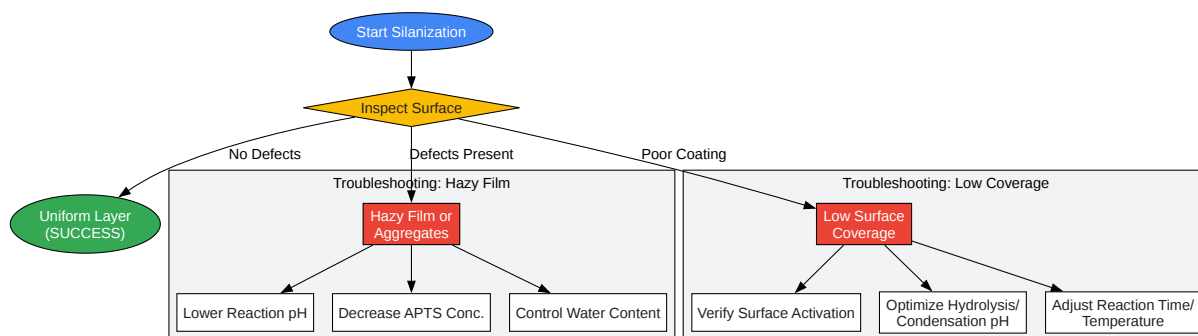 Start Silanization
Inspect Surface
No Defects
Defects Present
Poor Coating
Troubleshooting: Hazy Film
Troubleshooting: Low Coverage
Uniform Layer
(SUCCESS)
Hazy Film or
Aggregates
Low Surface
Coverage
Lower Reaction pH
Decrease APTS Conc.
Control Water Content
Verify Surface Activation
Optimize Hydrolysis/
Condensation pH
Adjust Reaction Time/
Temperature